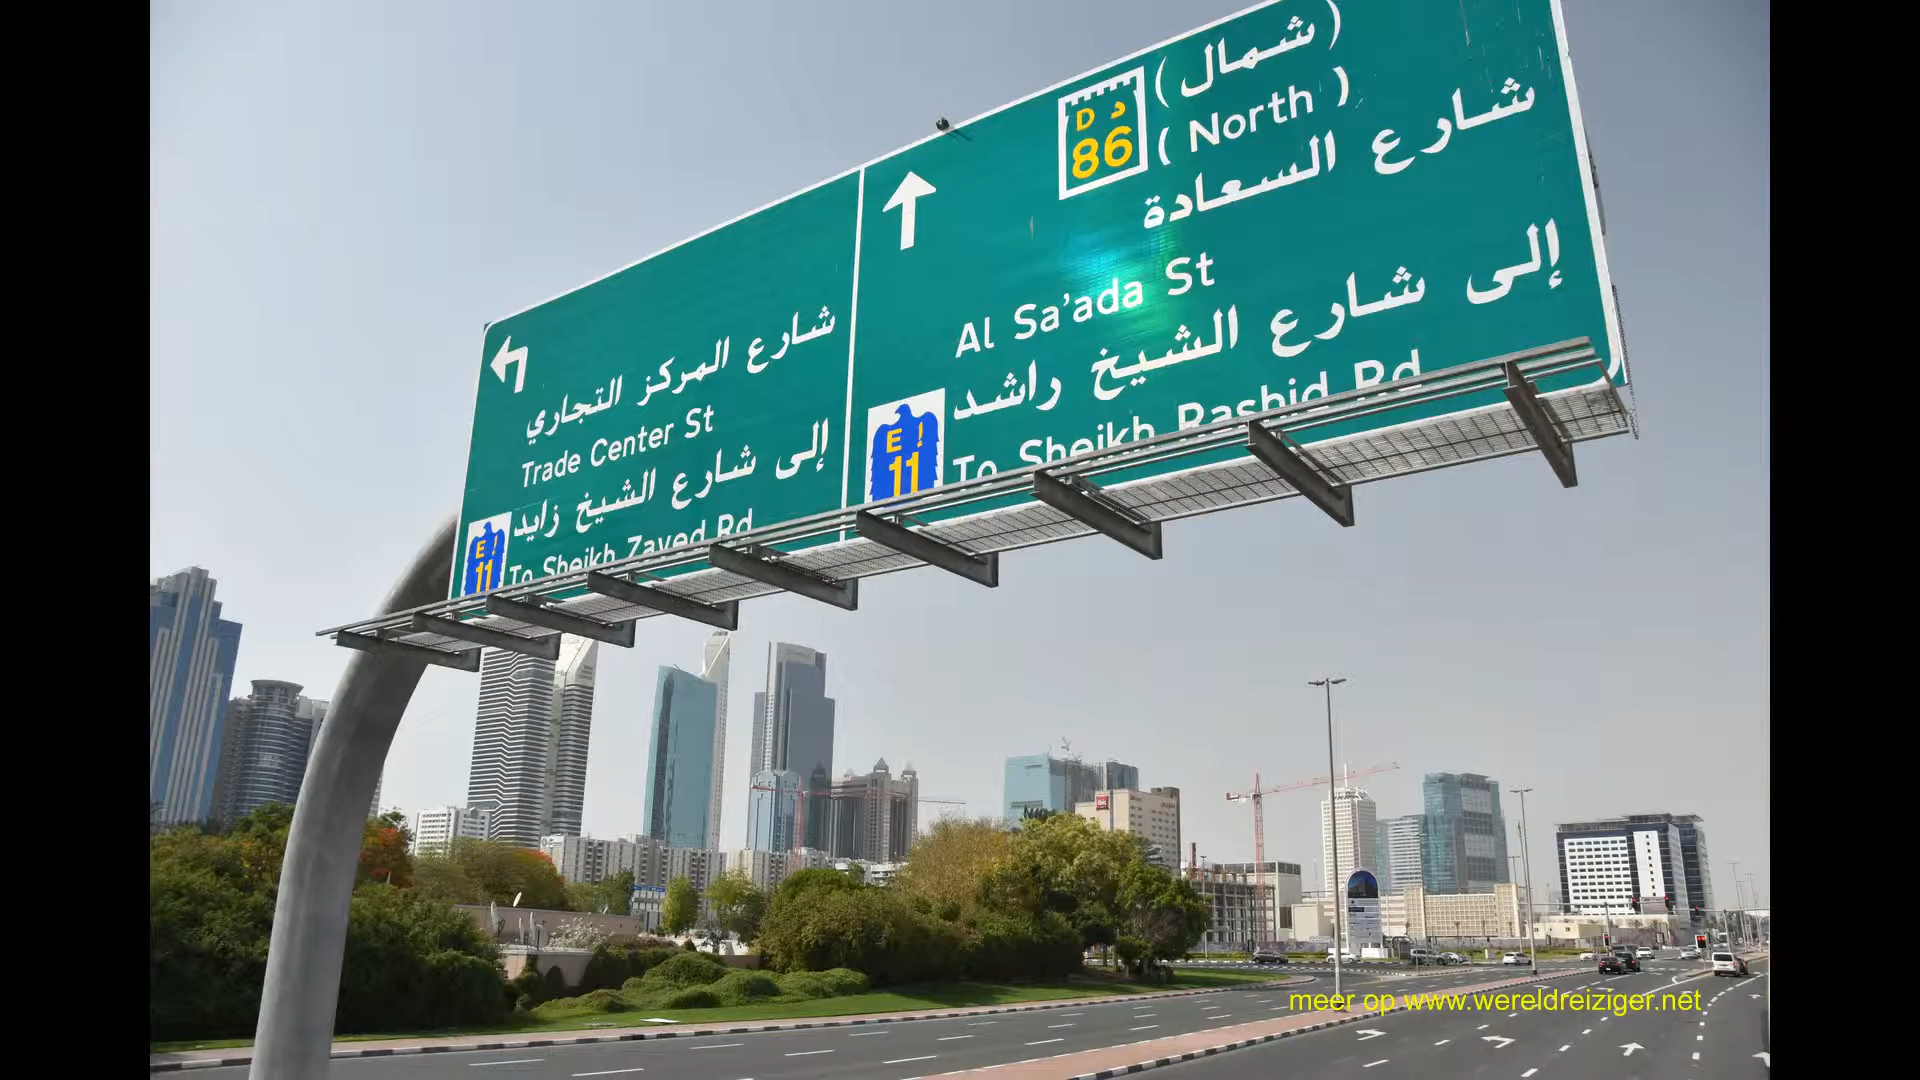 شارع المركز التجاري
Trade Center St
إلى شارع الشيخ زايد
E إ
11
To Sheikh Zayed Rd
(شمال)
D د
86
( North )
شارع السعادة
Al Sa'ada St
إلى شارع الشيخ راشد
E إ
11
To Sheikh Rashid Rd
ibis
meer op www.wereldreiziger.net